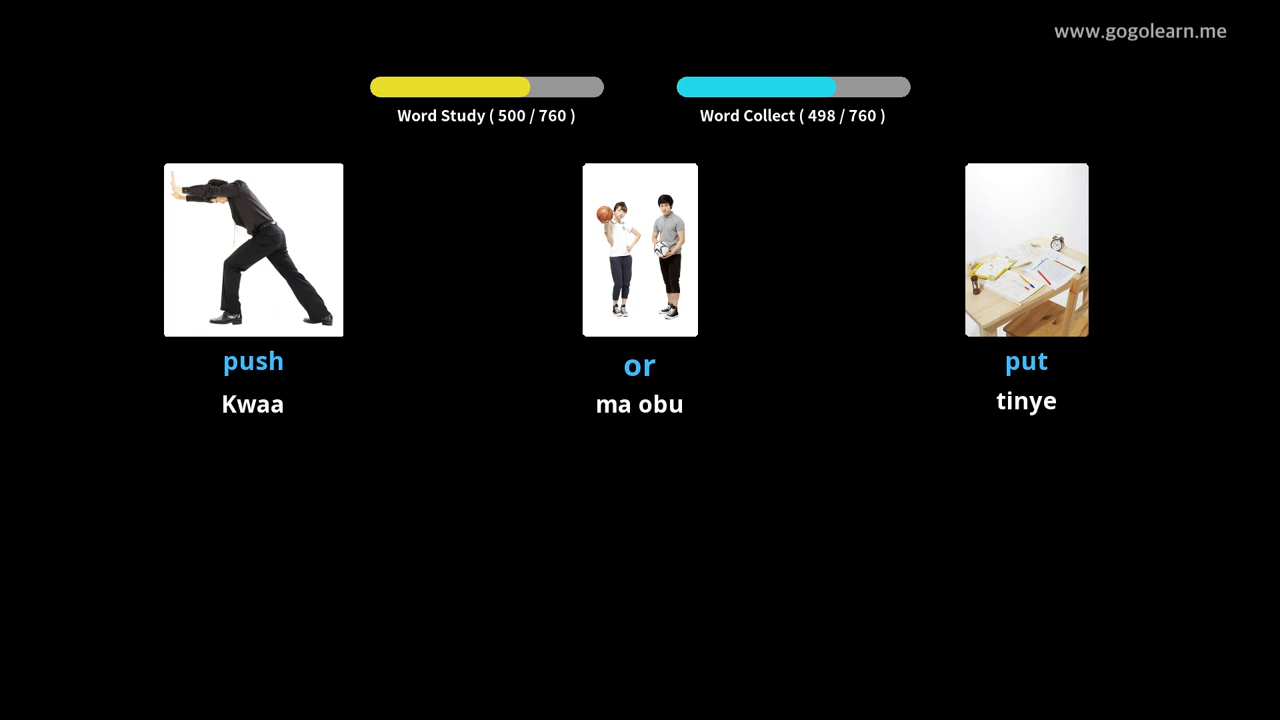 www.gogolearn.me
Word Study ( 500 / 760 )
Word Collect ( 498 / 760 )
push
or
put
Kwaa
ma obu
tinye